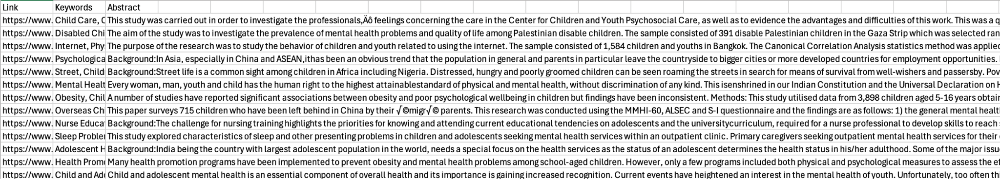 Link Keywords Abstract
https://www. Child Care, C This study was carried out in order to investigate the professionals‚Äô feelings concerning the care in the Center for Children and Youth Psychosocial Care, as well as to evidence the advantages and difficulties of this work. This was a q
https://www. Disabled Chi The aim of the study was to investigate the prevalence of mental health problems and quality of life among Palestinian disable children. The sample consisted of 391 disable Palestinian children in the Gaza Strip which was selected ran
https://www. Internet, Phy The purpose of the research was to study the behavior of children and youth related to using the internet. The sample consisted of 1,584 children and youths in Bangkok. The Canonical Correlation Analysis statistics method was applied
https://www. Psychologica Background:In Asia, especially in China and ASEAN,ithas been an obvious trend that the population in general and parents in particular leave the countryside to bigger cities or more developed countries for employment opportunities.
https://www. Street, Child Background:Street life is a common sight among children in Africa including Nigeria. Distressed, hungry and poorly groomed children can be seen roaming the streets in search for means of survival from well-wishers and passersby. Pov
https://www. Mental Healt Every woman, man, youth and child has the human right to the highest attainablestandard of physical and mental health, without discrimination of any kind. This isenshrined in our Indian Constitution and the Universal Declaration on H
https://www. Obesity, Chil A number of studies have reported significant associations between obesity and poor psychological wellbeing in children but findings have been inconsistent. Methods: This study utilised data from 3,898 children aged 5-16 years obtain
https://www. Overseas Ch This paper surveys 715 children who have been left behind in China by their √©migr√© parents. This research was conducted using the MMHI-60, ALSEC and S-I questionnaire and the findings are as follows: 1) the general mental health
https://www. Nurse Educa Background:The challenge for nursing training highlights the priorities for knowing and attending current educational tendencies on adolescents and the universitycurriculum, required for a nurse professional to develop skills to reach
https://www. Sleep Probler This study explored characteristics of sleep and other presenting problems in children and adolescents seeking mental health services within an outpatient clinic. Primary caregivers seeking outpatient mental health services for their
https://www. Adolescent H Background:India being the country with largest adolescent population in the world, needs a special focus on the health services as the status of an adolescent determines the health status in his/her adulthood. Some of the major issu
https://www. Health Prom Many health promotion programs have been implemented to prevent obesity and mental health problems among school-aged children. However, only a few programs included both physical and psychological measures to assess the ef
https://www. Child and Ado Child and adolescent mental health is an essential component of overall health and its importance is gaining increased recognition. Current events have heightened an interest in the mental health of youth. Unfortunately, too often thi